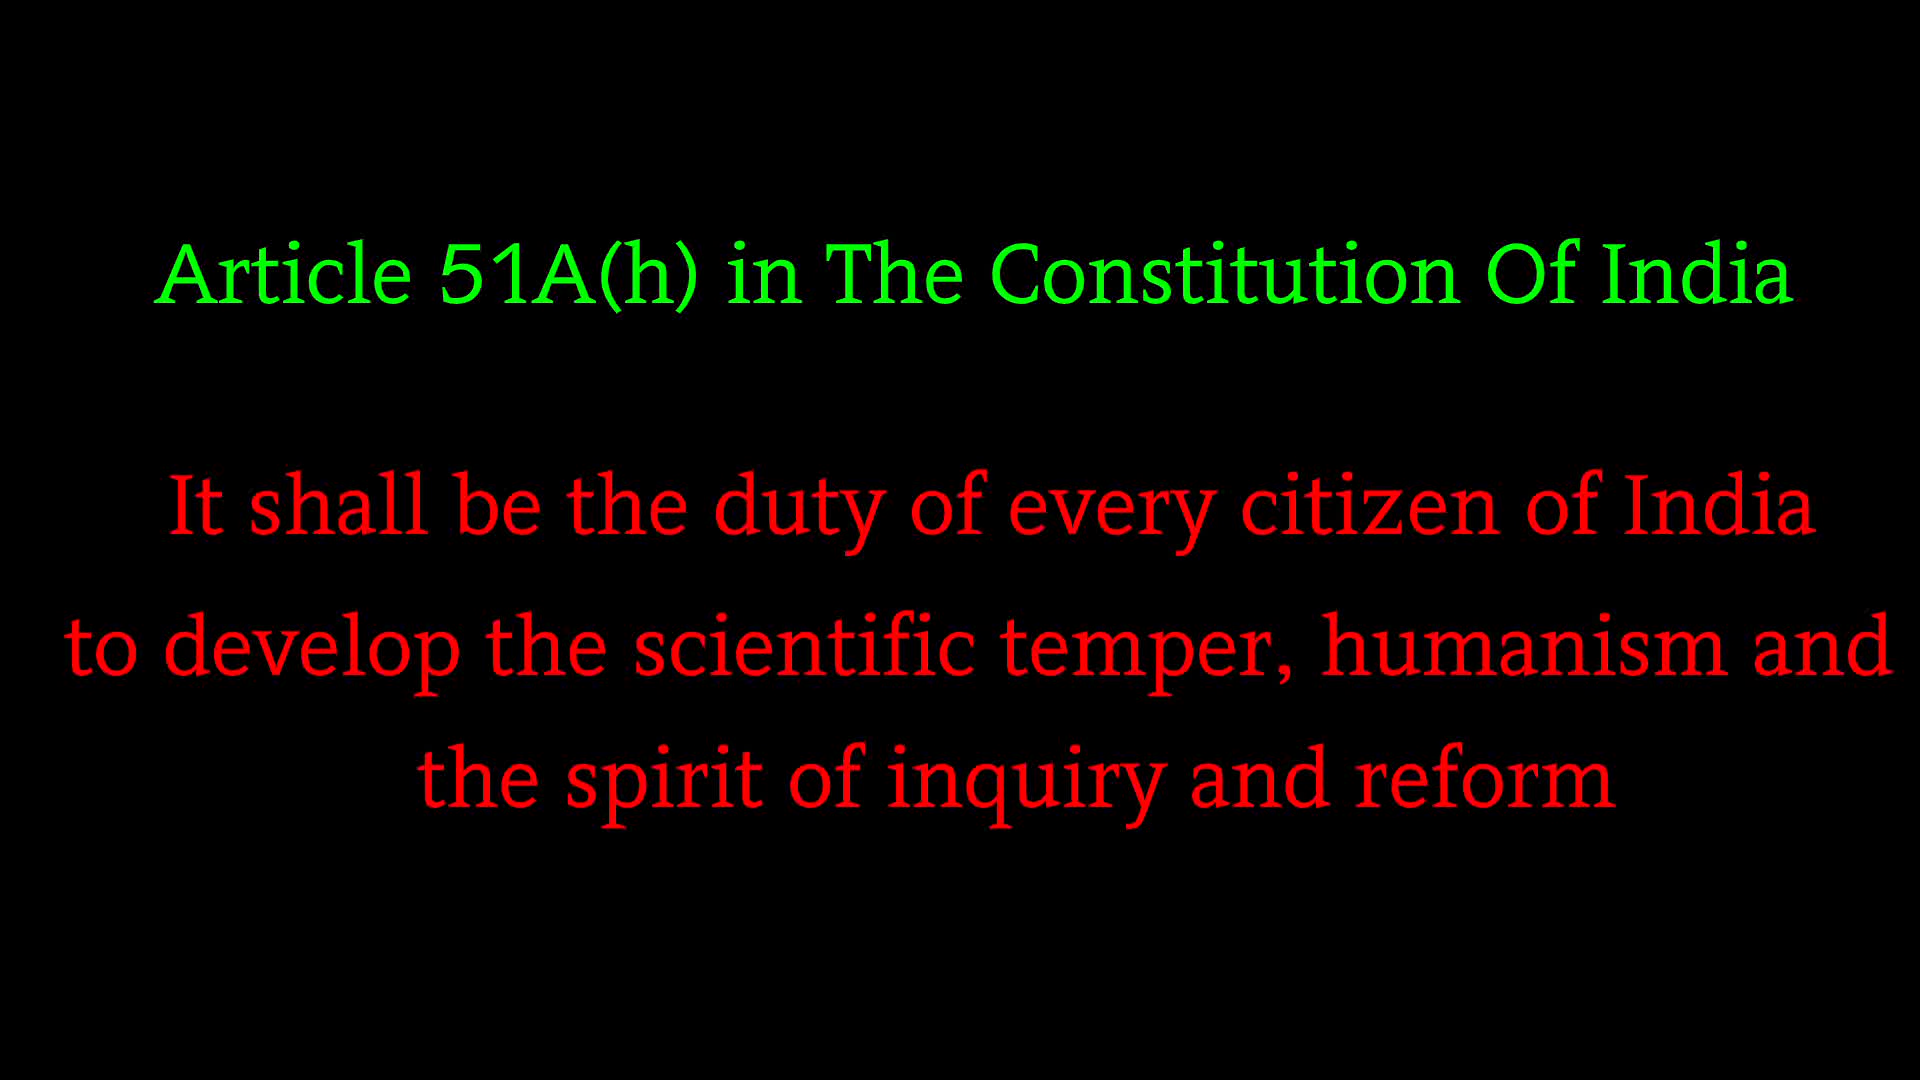 Article 51A(h) in The Constitution Of India
It shall be the duty of every citizen of India
to develop the scientific temper, humanism and
the spirit of inquiry and reform